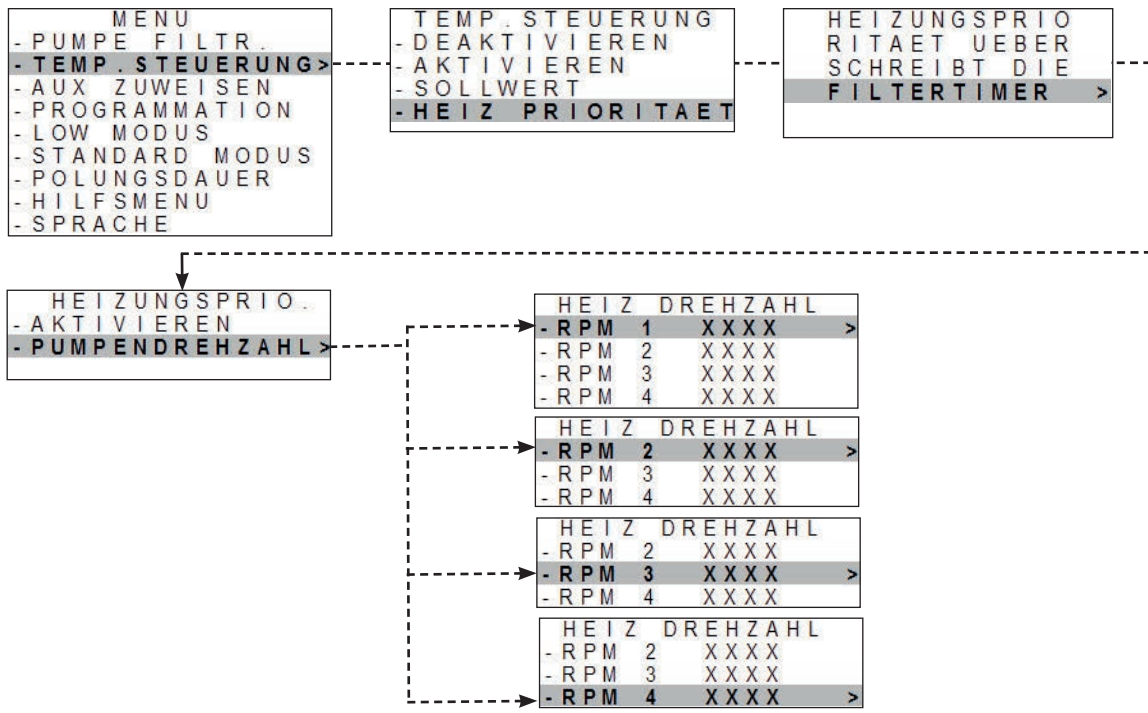 MENU
- PUMPE FILTR.
- TEMP.STEUERUNG>
- AUX ZUWEISEN
- PROGRAMMATION
- LOW MODUS
- STANDARD MODUS
- POLUNGSDAUER
- HILFSMENU
- SPRACHE
TEMP.STEUERUNG
- DEAKTIVIEREN
- AKTIVIEREN
- SOLLWERT
- HEIZ PRIORITAET
HEIZUNGSPRIO
RITAET UEBER
SCHREIBT DIE
FILTERTIMER >
HEIZUNGSPRIO.
- AKTIVIEREN
- PUMPENDREHZAHL>
HEIZ DREHZAHL
- RPM 1 XXXX >
- RPM 2 XXXX
- RPM 3 XXXX
- RPM 4 XXXX
HEIZ DREHZAHL
- RPM 2 XXXX >
- RPM 3 XXXX
- RPM 4 XXXX
HEIZ DREHZAHL
- RPM 2 XXXX
- RPM 3 XXXX >
- RPM 4 XXXX
HEIZ DREHZAHL
- RPM 2 XXXX
- RPM 3 XXXX
- RPM 4 XXXX >